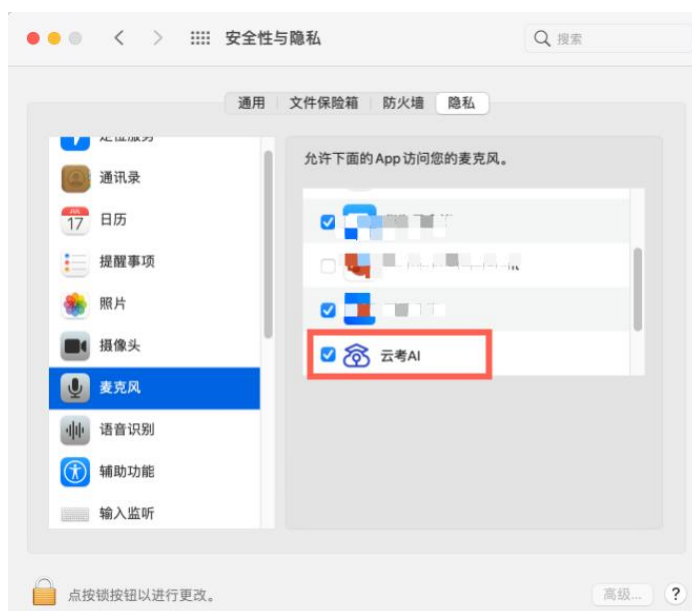 安全性与隐私
搜索
通用 文件保险箱 防火墙 隐私
通讯录
JUL
17
日历
提醒事项
照片
摄像头
麦克风
语音识别
辅助功能
输入监听
允许下面的App访问您的麦克风。
云考AI
点按锁按钮以进行更改。
高级... ?